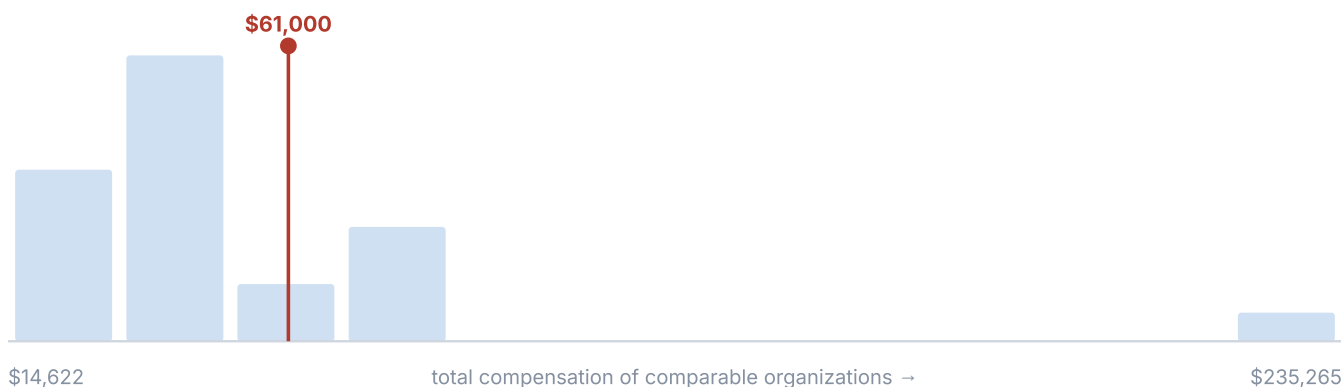 $61,000
$14,622 total compensation of comparable organizations → $235,265